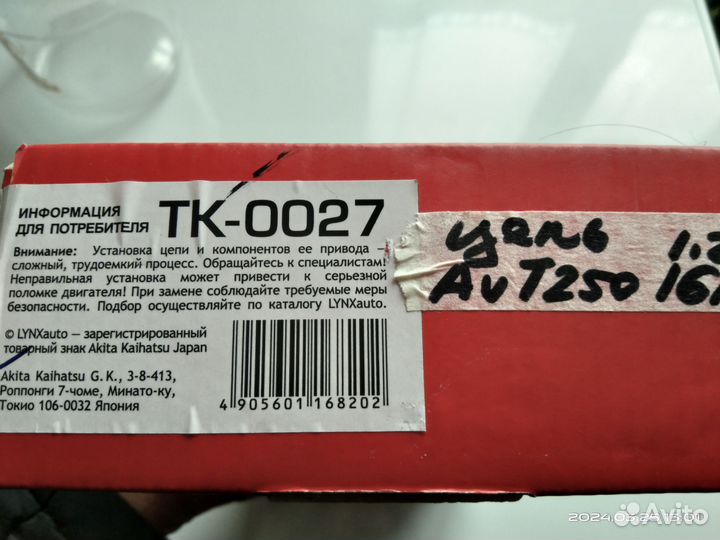 ИНФОРМАЦИЯ
ДЛЯ ПОТРЕБИТЕЛЯ
TK-0027
Внимание: Установка цепи и компонентов ее привода –
сложный, трудоемкий процесс. Обращайтесь к специалистам!
Неправильная установка может привести к серьезной
поломке двигателя! При замене соблюдайте требуемые меры
безопасности. Подбор осуществляйте по каталогу LYNXauto.
© LYNXauto — зарегистрированный
товарный знак Akita Kaihatsu Japan
Akita Kaihatsu G. K., 3-8-413,
Роппонги 7-чоме, Минато-ку,
Токио 106-0032 Япония
4 905601 168202
цепь 1.2
Av T250 16
Avito